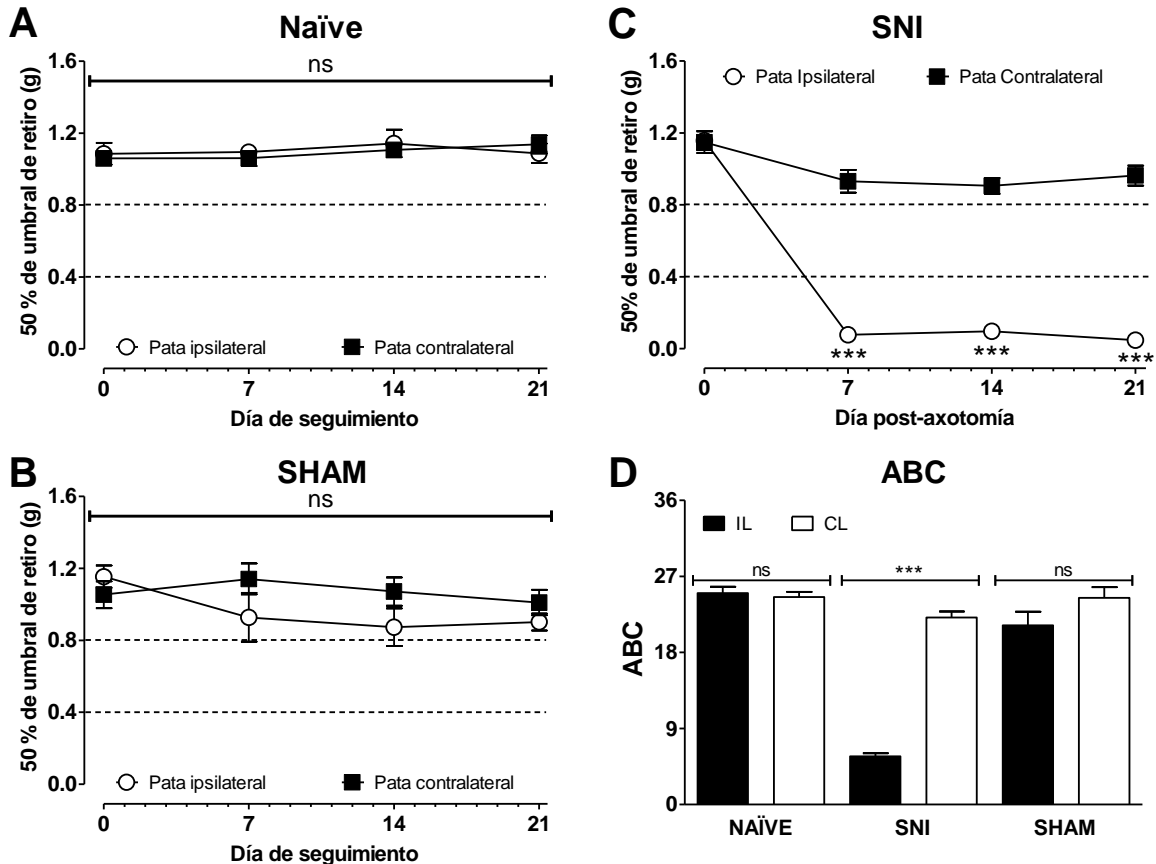 A
Naïve
50 % de umbral de retiro (g)
1.6
1.2
0.8
0.4
0.0
ns
Pata ipsilateral
Pata contralateral
0 7 14 21
Día de seguimiento
B
SHAM
50 % de umbral de retiro (g)
1.6
1.2
0.8
0.4
0.0
ns
Pata ipsilateral
Pata contralateral
0 7 14 21
Día de seguimiento
C
SNI
50% de umbral de retiro (g)
1.6
1.2
0.8
0.4
0.0
Pata Ipsilateral
Pata Contralateral
*** *** ***
0 7 14 21
Día post-axotomía
D
ABC
ABC
36
27
18
9
0
IL
CL
ns *** ns
NAÏVE SNI SHAM